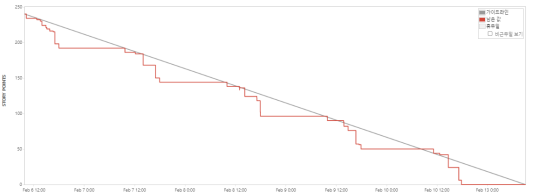 250
200
150
100
50
0
STORY POINTS
가이드라인
남은 값
휴무일
비근무일 보기
Feb 6 12:00
Feb 7 0:00
Feb 7 12:00
Feb 8 0:00
Feb 8 12:00
Feb 9 0:00
Feb 9 12:00
Feb 10 0:00
Feb 10 12:00
Feb 13 0:00